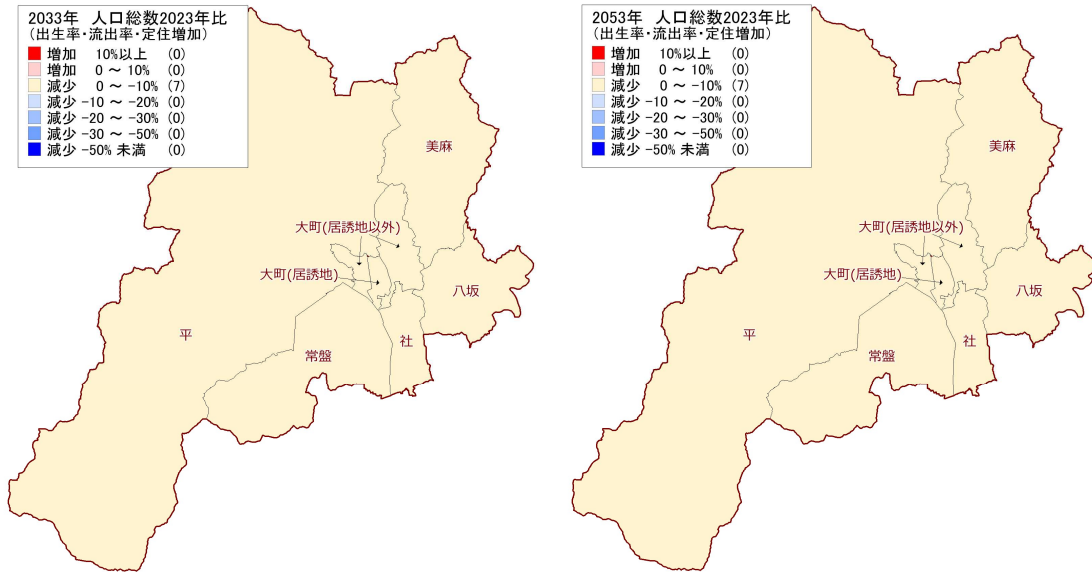 2033年 人口総数2023年比
(出生率・流出率・定住増加)
増加 10%以上 (0)
増加 0 ~ 10% (0)
減少 0 ~ -10% (7)
減少 -10 ~ -20% (0)
減少 -20 ~ -30% (0)
減少 -30 ~ -50% (0)
減少 -50% 未満 (0)
美麻
大町(居誘地以外)
大町(居誘地)
八坂
平
社
常盤
2053年 人口総数2023年比
(出生率・流出率・定住増加)
増加 10%以上 (0)
増加 0 ~ 10% (0)
減少 0 ~ -10% (7)
減少 -10 ~ -20% (0)
減少 -20 ~ -30% (0)
減少 -30 ~ -50% (0)
減少 -50% 未満 (0)
美麻
大町(居誘地以外)
大町(居誘地)
八坂
平
社
常盤